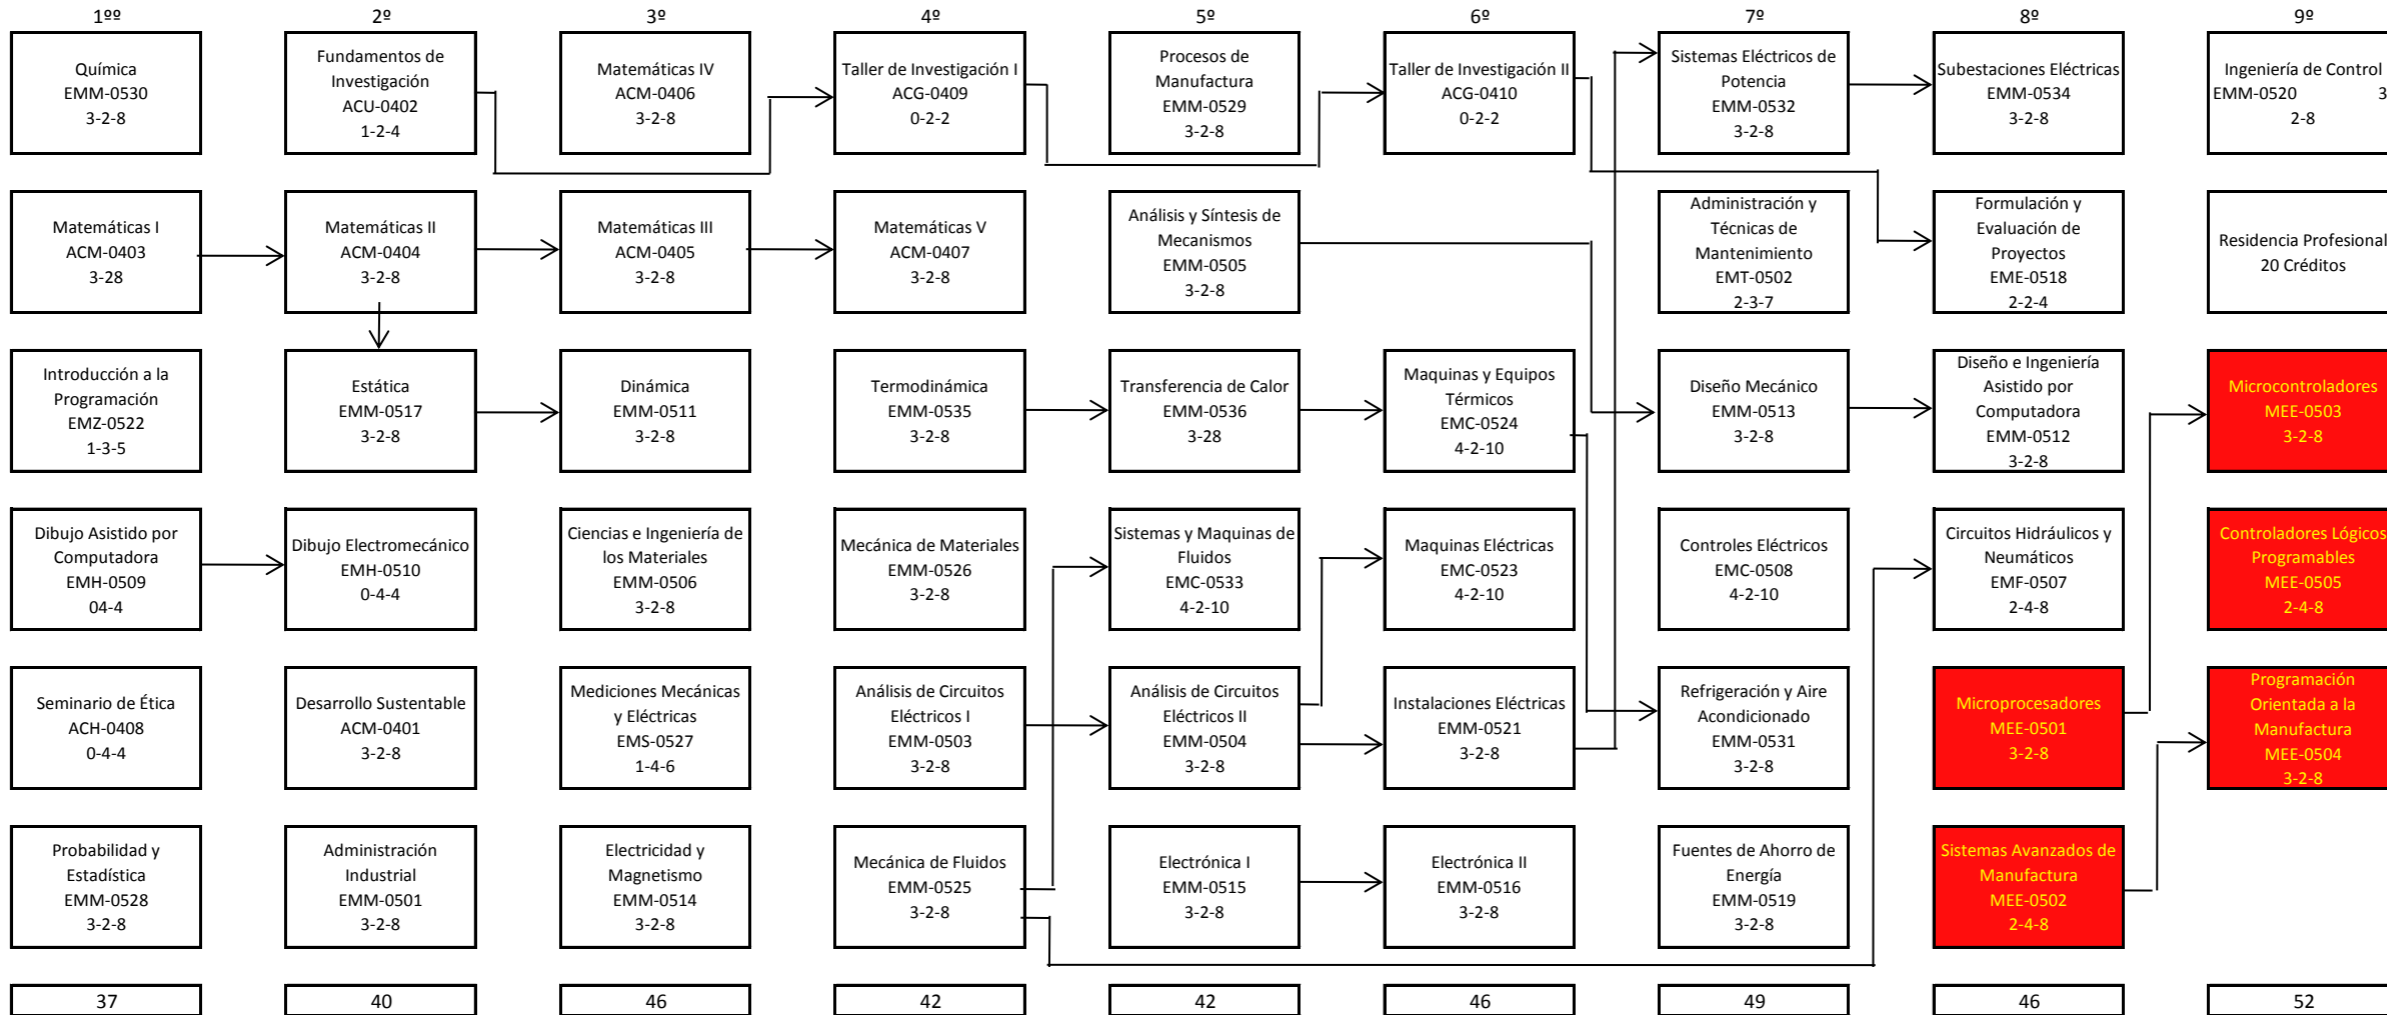 1ºº
2º
3º
4º
5º
6º
7º
8º
9º
Química
EMM-0530
3-2-8
Fundamentos de
Investigación
ACU-0402
1-2-4
Matemáticas IV
ACM-0406
3-2-8
Taller de Investigación I
ACG-0409
0-2-2
Procesos de
Manufactura
EMM-0529
3-2-8
Taller de Investigación II
ACG-0410
0-2-2
Sistemas Eléctricos de
Potencia
EMM-0532
3-2-8
Subestaciones Eléctricas
EMM-0534
3-2-8
Ingeniería de Control
EMM-0520 3
2-8
Matemáticas I
ACM-0403
3-28
Matemáticas II
ACM-0404
3-2-8
Matemáticas III
ACM-0405
3-2-8
Matemáticas V
ACM-0407
3-2-8
Análisis y Síntesis de
Mecanismos
EMM-0505
3-2-8
Administración y
Técnicas de
Mantenimiento
EMT-0502
2-3-7
Formulación y
Evaluación de
Proyectos
EME-0518
2-2-4
Residencia Profesional
20 Créditos
Introducción a la
Programación
EMZ-0522
1-3-5
Estática
EMM-0517
3-2-8
Dinámica
EMM-0511
3-2-8
Termodinámica
EMM-0535
3-2-8
Transferencia de Calor
EMM-0536
3-28
Maquinas y Equipos
Térmicos
EMC-0524
4-2-10
Diseño Mecánico
EMM-0513
3-2-8
Diseño e Ingeniería
Asistido por
Computadora
EMM-0512
3-2-8
Microcontroladores
MEE-0503
3-2-8
Dibujo Asistido por
Computadora
EMH-0509
04-4
Dibujo Electromecánico
EMH-0510
0-4-4
Ciencias e Ingeniería de
los Materiales
EMM-0506
3-2-8
Mecánica de Materiales
EMM-0526
3-2-8
Sistemas y Maquinas de
Fluidos
EMC-0533
4-2-10
Maquinas Eléctricas
EMC-0523
4-2-10
Controles Eléctricos
EMC-0508
4-2-10
Circuitos Hidráulicos y
Neumáticos
EMF-0507
2-4-8
Controladores Lógicos
Programables
MEE-0505
2-4-8
Seminario de Ética
ACH-0408
0-4-4
Desarrollo Sustentable
ACM-0401
3-2-8
Mediciones Mecánicas
y Eléctricas
EMS-0527
1-4-6
Análisis de Circuitos
Eléctricos I
EMM-0503
3-2-8
Análisis de Circuitos
Eléctricos II
EMM-0504
3-2-8
Instalaciones Eléctricas
EMM-0521
3-2-8
Refrigeración y Aire
Acondicionado
EMM-0531
3-2-8
Microprocesadores
MEE-0501
3-2-8
Programación
Orientada a la
Manufactura
MEE-0504
3-2-8
Probabilidad y
Estadística
EMM-0528
3-2-8
Administración
Industrial
EMM-0501
3-2-8
Electricidad y
Magnetismo
EMM-0514
3-2-8
Mecánica de Fluidos
EMM-0525
3-2-8
Electrónica I
EMM-0515
3-2-8
Electrónica II
EMM-0516
3-2-8
Fuentes de Ahorro de
Energía
EMM-0519
3-2-8
Sistemas Avanzados de
Manufactura
MEE-0502
2-4-8
37
40
46
42
42
46
49
46
52